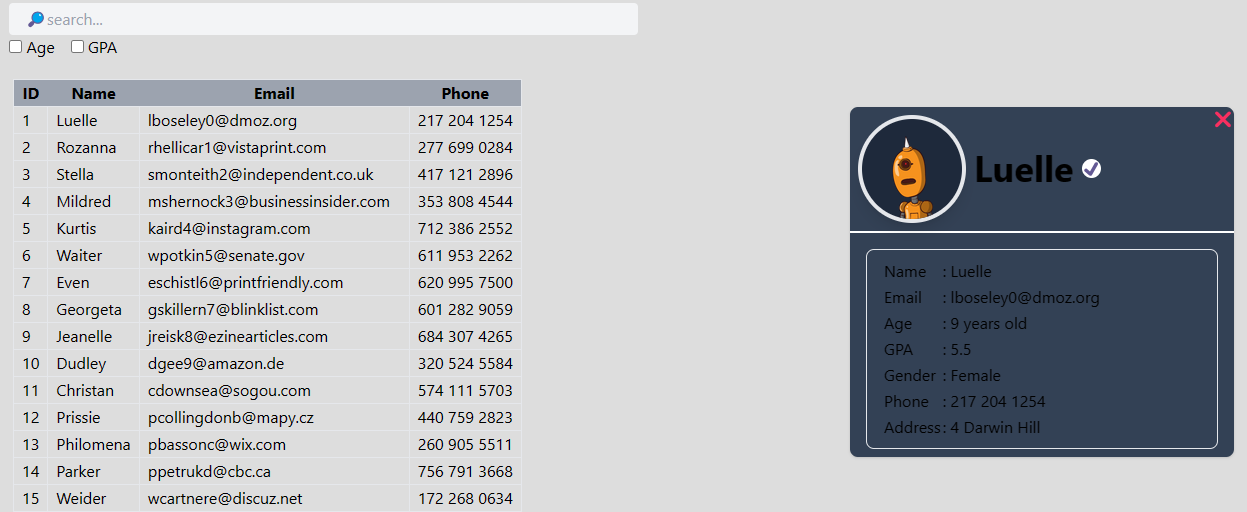 search...
Age GPA
ID Name Email Phone
1 Luelle lboseley0@dmoz.org 217 204 1254
2 Rozanna rhellicar1@vistaprint.com 277 699 0284
3 Stella smonteith2@independent.co.uk 417 121 2896
4 Mildred mshernock3@businessinsider.com 353 808 4544
5 Kurtis kaird4@instagram.com 712 386 2552
6 Waiter wpotkin5@senate.gov 611 953 2262
7 Even eschistl6@printfriendly.com 620 995 7500
8 Georgeta gskillern7@blinklist.com 601 282 9059
9 Jeanelle jreisk8@ezinearticles.com 684 307 4265
10 Dudley dgee9@amazon.de 320 524 5584
11 Christan cdownsea@sogou.com 574 111 5703
12 Prissie pcollingdonb@mapy.cz 440 759 2823
13 Philomena pbassonc@wix.com 260 905 5511
14 Parker ppetrukd@cbc.ca 756 791 3668
15 Weider wcartnere@discuz.net 172 268 0634
Luelle
Name : Luelle
Email : lboseley0@dmoz.org
Age : 9 years old
GPA : 5.5
Gender : Female
Phone : 217 204 1254
Address : 4 Darwin Hill